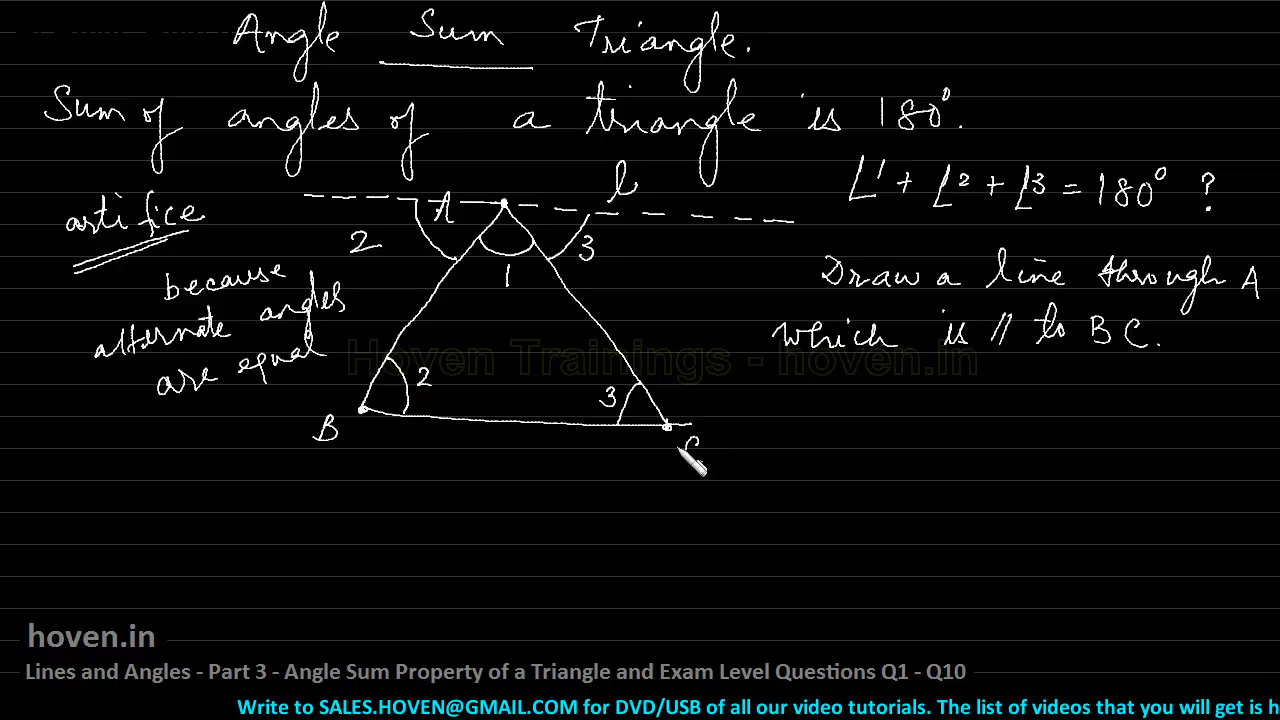 Angle Sum Triangle.
Sum of angles of a triangle is 180°.
∠1 + ∠2 + ∠3 = 180° ?
artifice
l
A
2
1
3
Draw a line through A
which is // to BC.
because
alternate angles
are equal
Hoven Trainings - hoven.in
2
3
B
hoven.in
Lines and Angles - Part 3 - Angle Sum Property of a Triangle and Exam Level Questions Q1 - Q10
Write to SALES.HOVEN@GMAIL.COM for DVD/USB of all our video tutorials. The list of videos that you will get is h